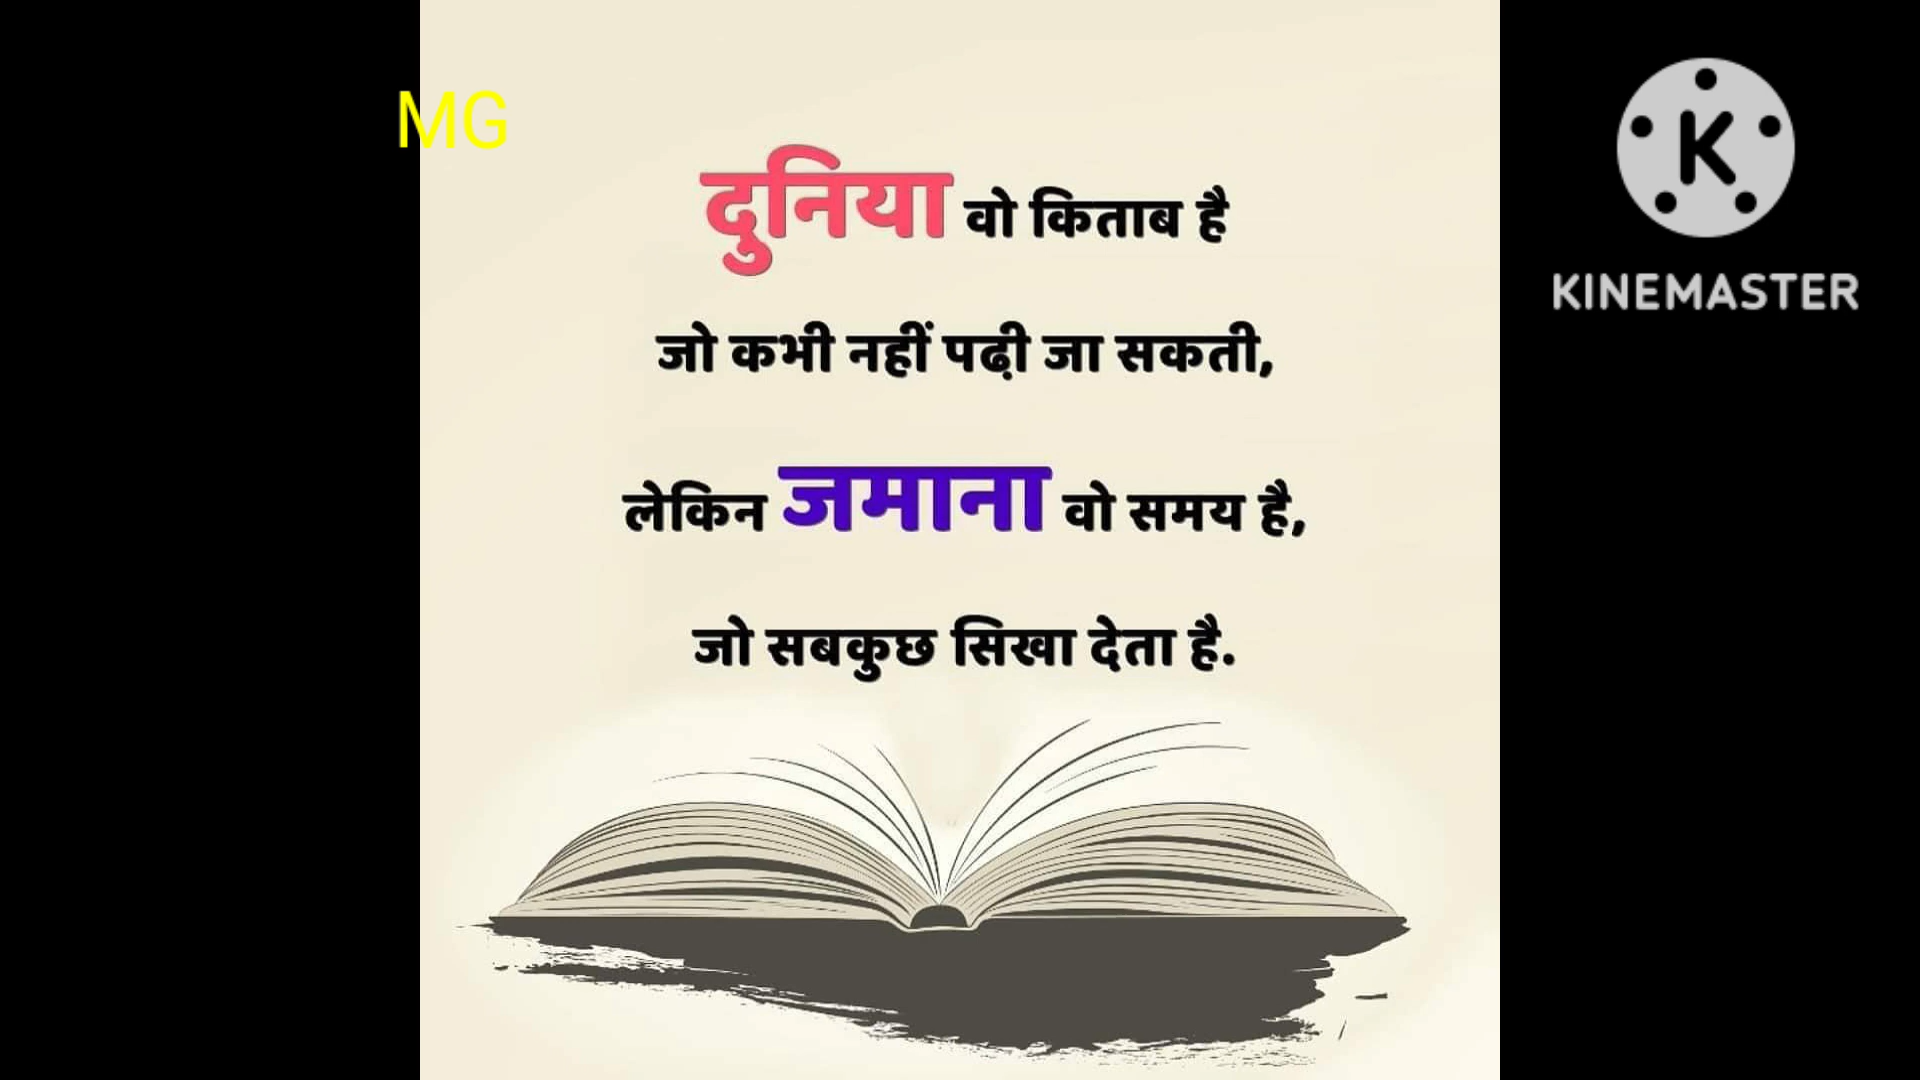 MG
दुनिया वो किताब है
जो कभी नहीं पढ़ी जा सकती,
लेकिन जमाना वो समय है,
जो सबकुछ सिखा देता है.
K
KINEMASTER